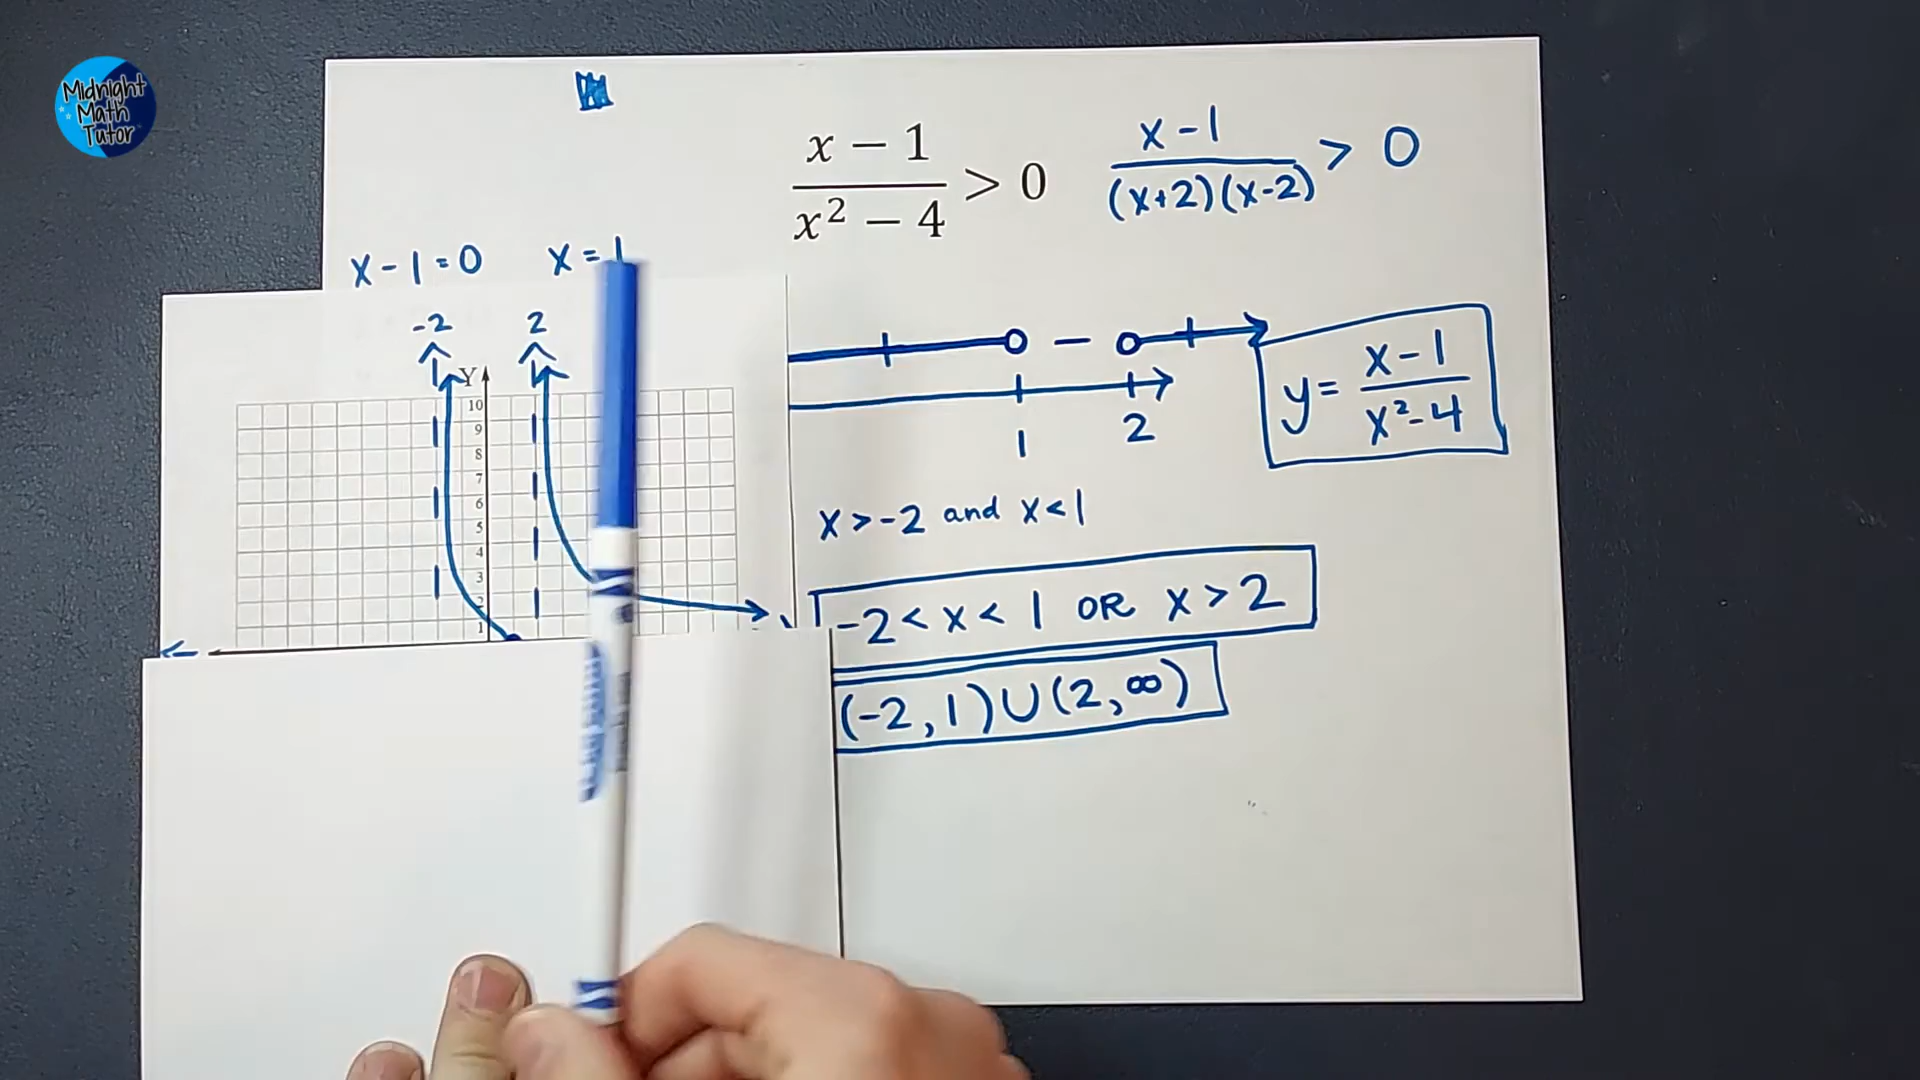 Midnight
Math
Tutor
x − 1
x² − 4
> 0
x - 1
(x+2)(x-2)
> 0
x - 1 = 0
x = 1
-2
2
Y
10
9
8
7
6
5
4
3
2
1
1
2
y = x - 1
x² - 4
x > -2 and x < 1
-2 < x < 1 OR x > 2
(-2, 1) ∪ (2, ∞)